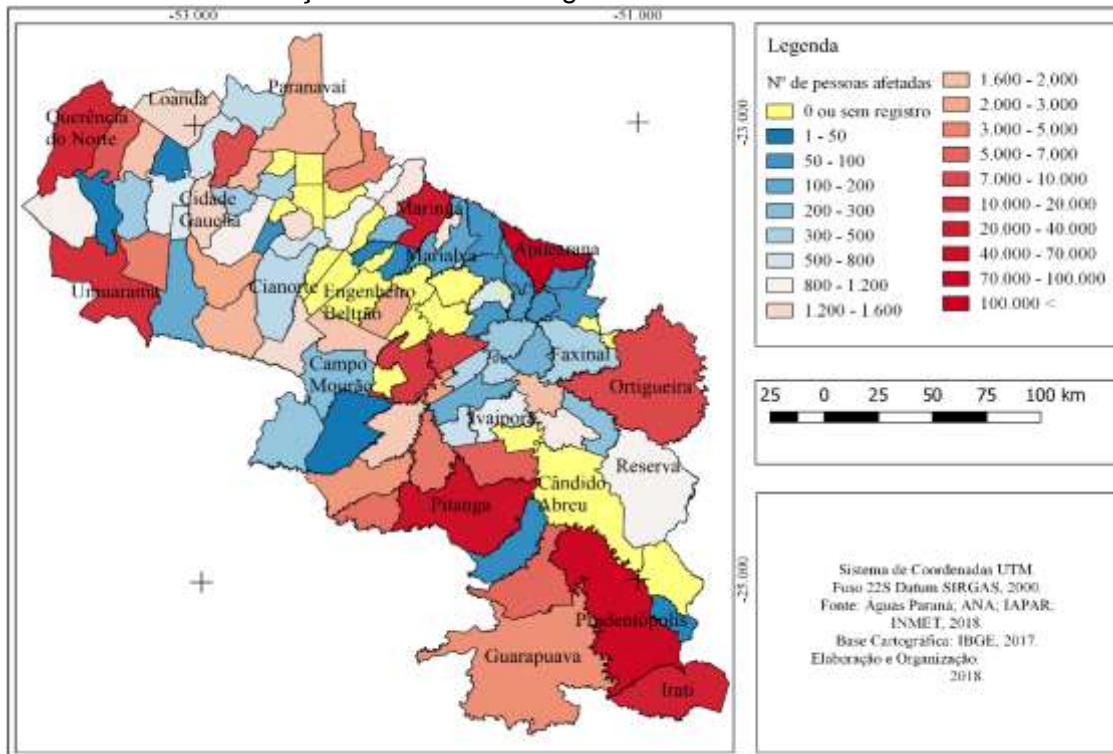 -53.000
-51.000
-23.000
-25.000
Paranavaí
Loanda
Querência
do Norte
Cidade
Gaúcha
Maringá
Apucarana
Marialva
Umuarama
Cianorte
Engenheiro
Beltrão
Campo
Mourão
Faxinal
Ortigueira
Ivaiporã
Reserva
Cândido
Abreu
Pitanga
Prudentópolis
Guarapuava
Irati
Legenda
Nº de pessoas afetadas
0 ou sem registro
1 - 50
50 - 100
100 - 200
200 - 300
300 - 500
500 - 800
800 - 1.200
1.200 - 1.600
1.600 - 2.000
2.000 - 3.000
3.000 - 5.000
5.000 - 7.000
7.000 - 10.000
10.000 - 20.000
20.000 - 40.000
40.000 - 70.000
70.000 - 100.000
100.000 <
25 0 25 50 75 100 km
Sistema de Coordenadas UTM
Fuso 22S Datum SIRGAS, 2000.
Fonte: Águas Paraná; ANA; IAPAR;
INMET, 2018.
Base Cartográfica: IBGE, 2017.
Elaboração e Organização:
2018.